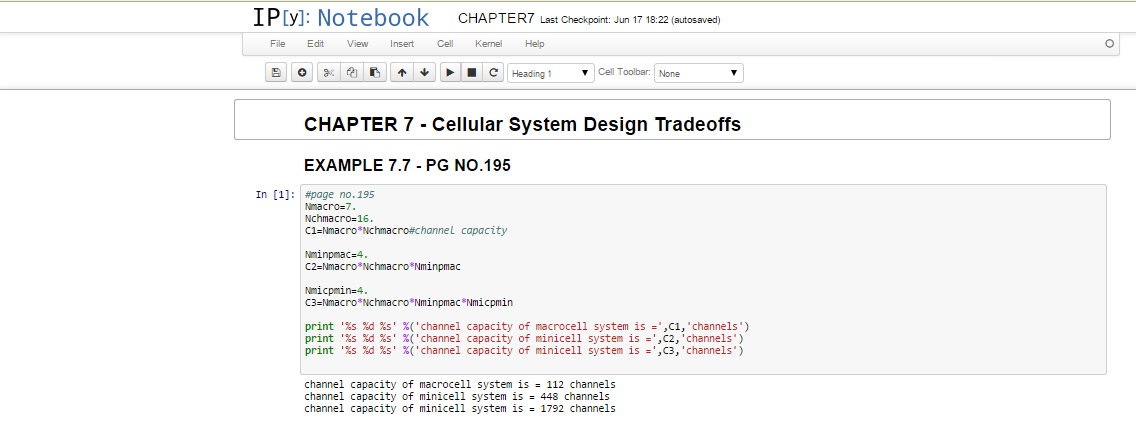 IP[y]: Notebook CHAPTER7 Last Checkpoint: Jun 17 18:22 (autosaved)
File Edit View Insert Cell Kernel Help
Heading 1 Cell Toolbar: None
CHAPTER 7 - Cellular System Design Tradeoffs
EXAMPLE 7.7 - PG NO.195
In [1]: #page no.195
Nmacro=7.
Nchmacro=16.
C1=Nmacro*Nchmacro#channel capacity
Nminpmac=4.
C2=Nmacro*Nchmacro*Nminpmac
Nmicpmin=4.
C3=Nmacro*Nchmacro*Nminpmac*Nmicpmin
print '%s %d %s' %('channel capacity of macrocell system is =',C1,'channels')
print '%s %d %s' %('channel capacity of minicell system is =',C2,'channels')
print '%s %d %s' %('channel capacity of minicell system is =',C3,'channels')
channel capacity of macrocell system is = 112 channels
channel capacity of minicell system is = 448 channels
channel capacity of minicell system is = 1792 channels